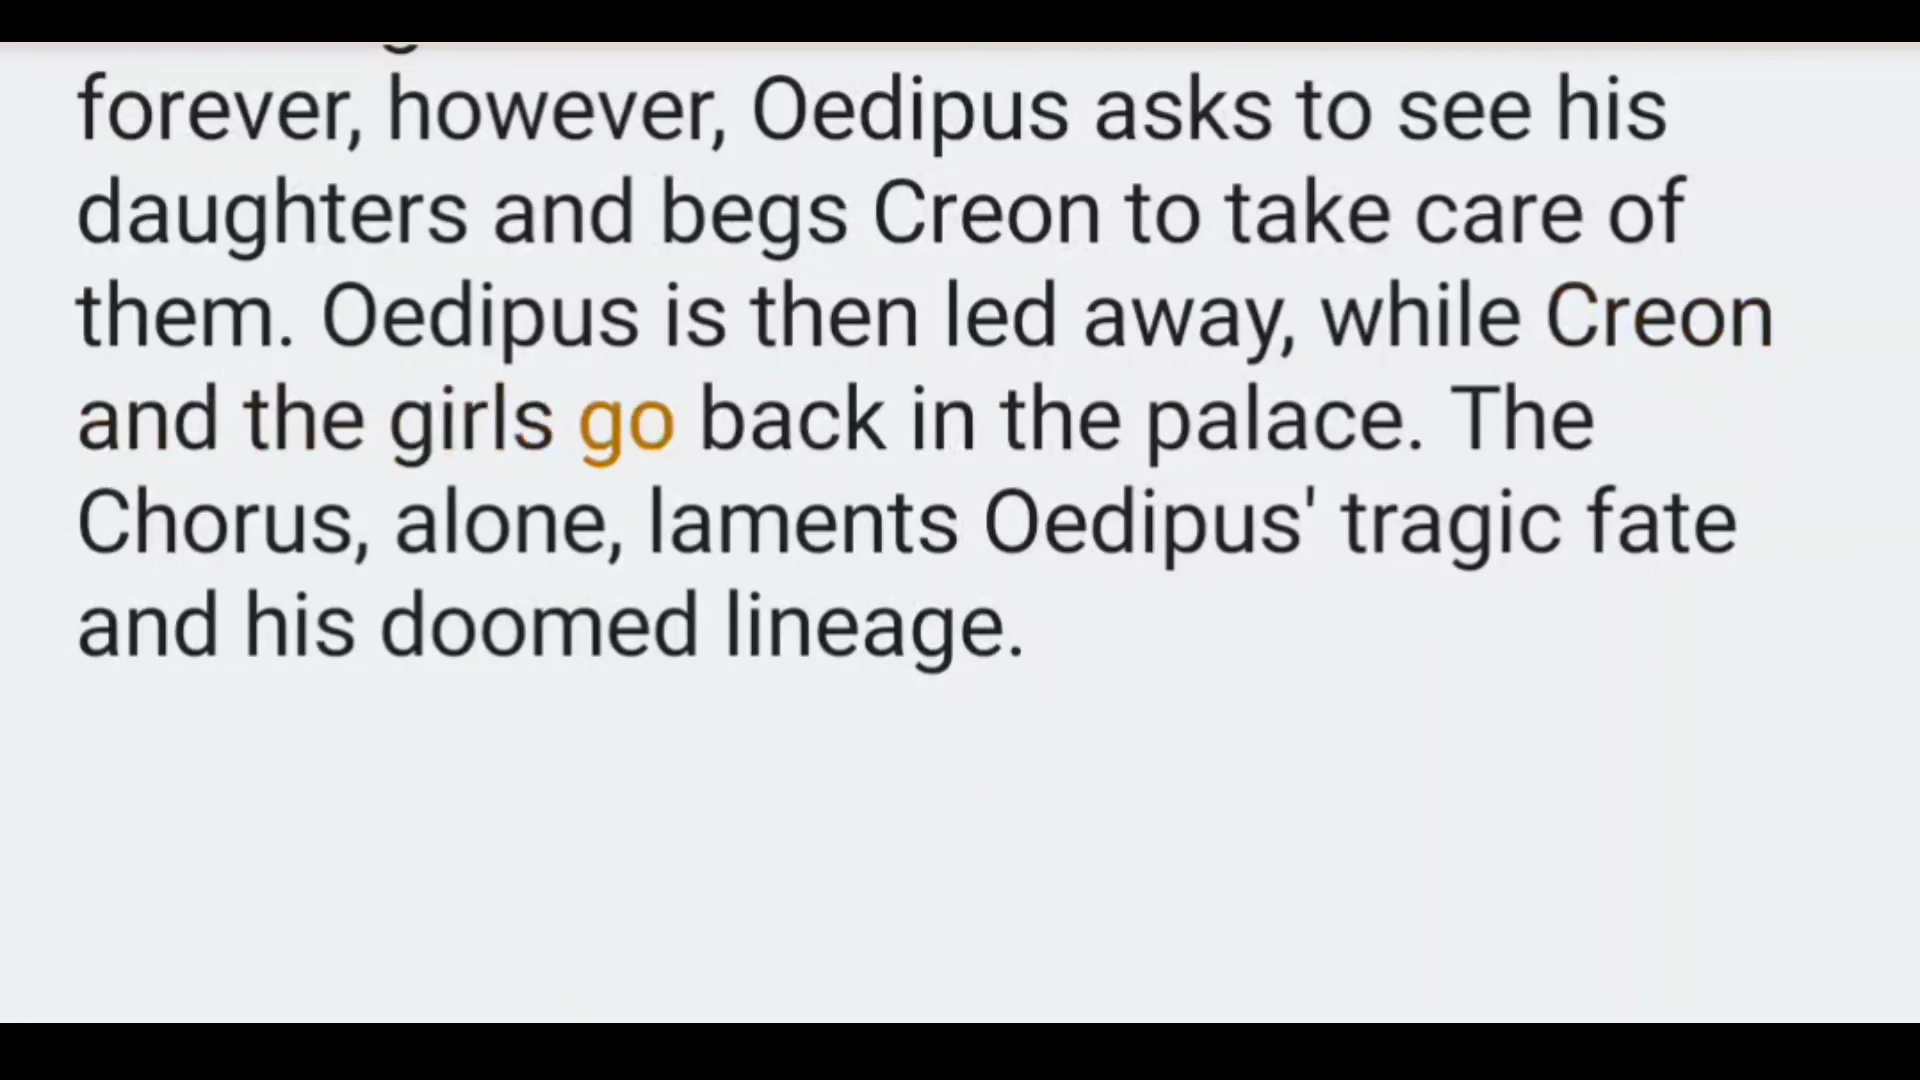 forever, however, Oedipus asks to see his
daughters and begs Creon to take care of
them. Oedipus is then led away, while Creon
and the girls go back in the palace. The
Chorus, alone, laments Oedipus' tragic fate
and his doomed lineage.